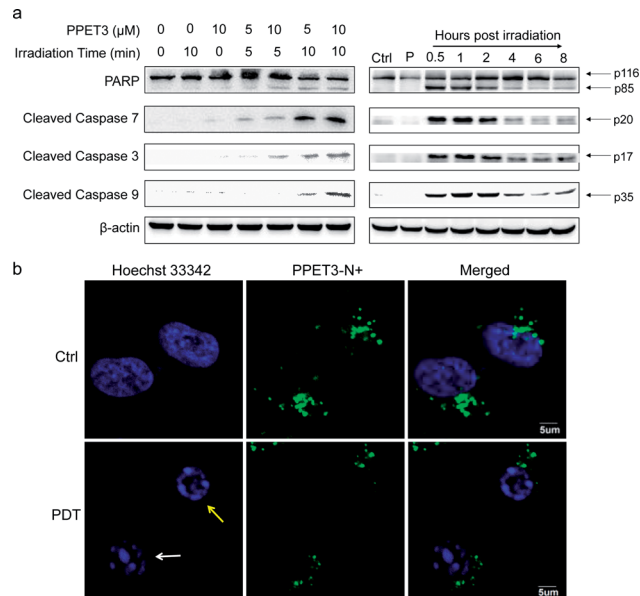 a
PPET3 (μM) 0 0 10 5 10 5 10
Irradiation Time (min) 0 10 0 5 5 10 10
Hours post irradiation
Ctrl P 0.5 1 2 4 6 8
PARP
p116
p85
Cleaved Caspase 7
p20
Cleaved Caspase 3
p17
Cleaved Caspase 9
p35
β-actin
b
Hoechst 33342 PPET3-N+ Merged
Ctrl
5um
PDT
5um